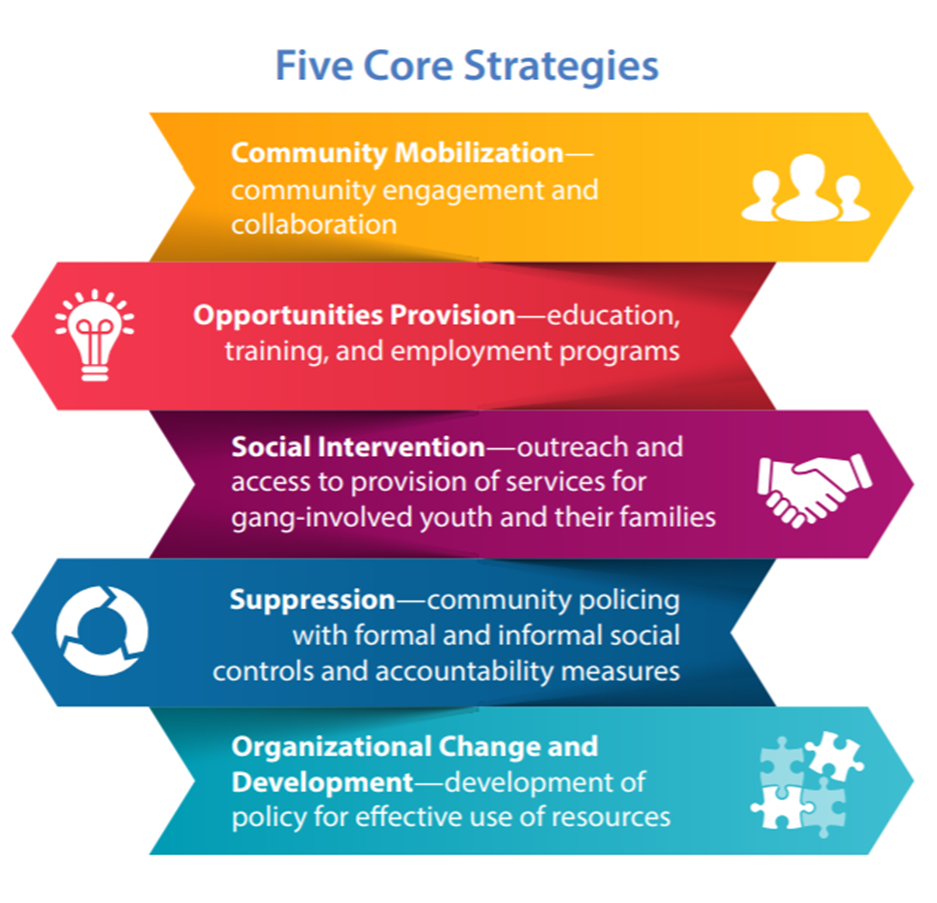 Five Core Strategies
Community Mobilization—
community engagement and
collaboration
Opportunities Provision—education,
training, and employment programs
Social Intervention—outreach and
access to provision of services for
gang-involved youth and their families
Suppression—community policing
with formal and informal social
controls and accountability measures
Organizational Change and
Development—development of
policy for effective use of resources